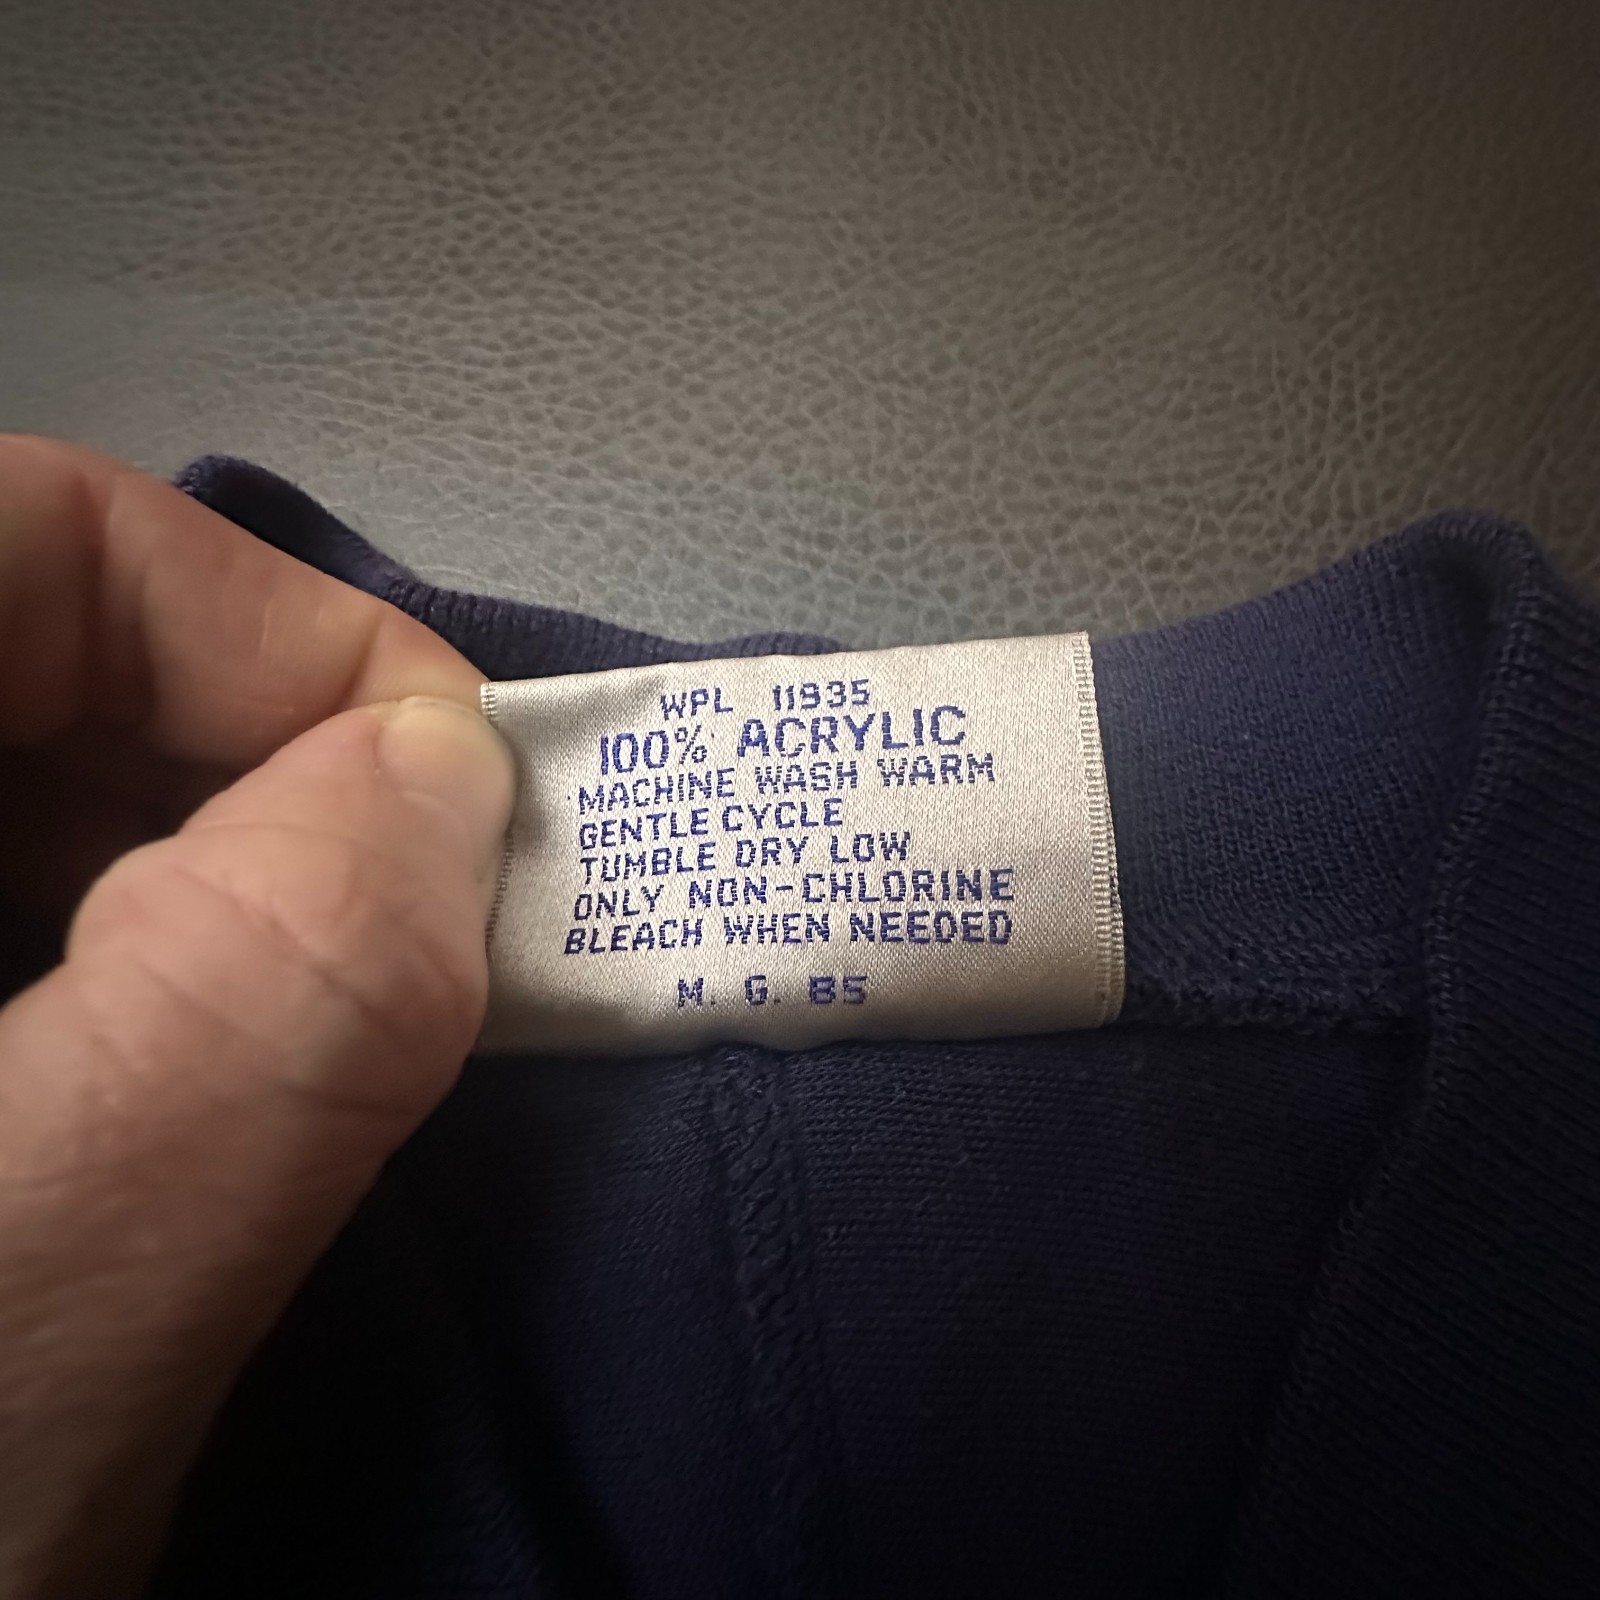 WPL 11935
100% ACRYLIC
MACHINE WASH WARM
GENTLE CYCLE
TUMBLE DRY LOW
ONLY NON-CHLORINE
BLEACH WHEN NEEDED
M. G. 85